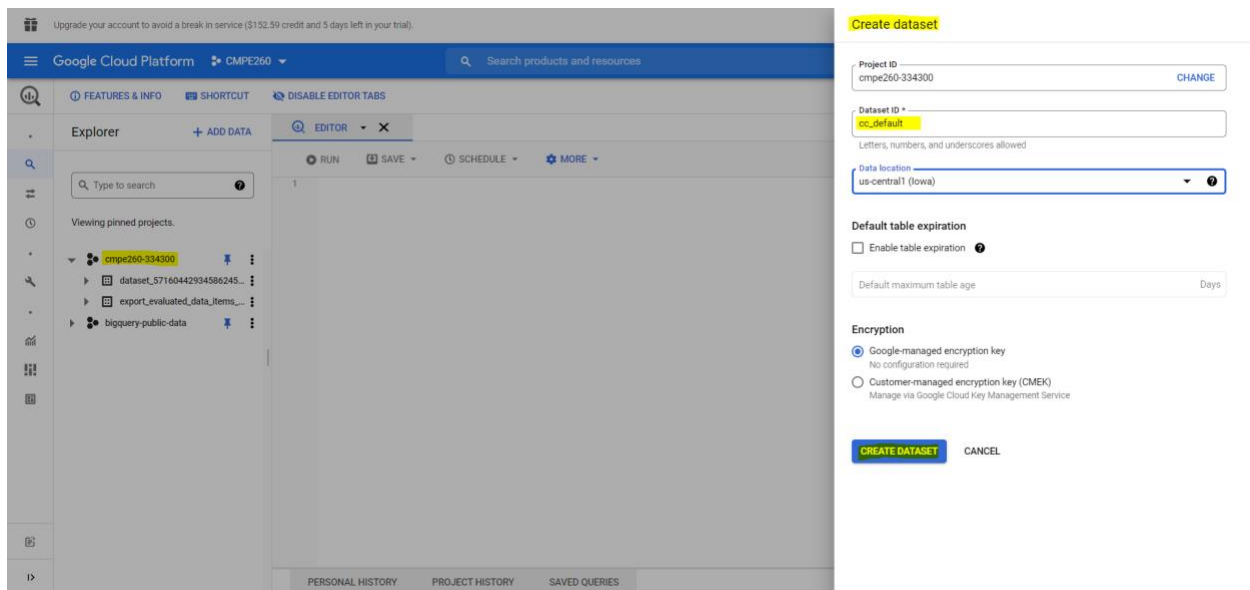 Upgrade your account to avoid a break in service ($152.59 credit and 5 days left in your trial).
Google Cloud Platform CMPE260
Search products and resources
FEATURES & INFO SHORTCUT DISABLE EDITOR TABS
Explorer + ADD DATA
EDITOR
RUN SAVE SCHEDULE MORE
Type to search
1
Viewing pinned projects.
cmpe260-334300
dataset_57160442934586245...
export_evaluated_data_items_...
bigquery-public-data
PERSONAL HISTORY PROJECT HISTORY SAVED QUERIES
Create dataset
Project ID
cmpe260-334300 CHANGE
Dataset ID *
cc_default
Letters, numbers, and underscores allowed
Data location
us-central1 (Iowa)
Default table expiration
Enable table expiration
Default maximum table age Days
Encryption
Google-managed encryption key
No configuration required
Customer-managed encryption key (CMEK)
Manage via Google Cloud Key Management Service
CREATE DATASET CANCEL